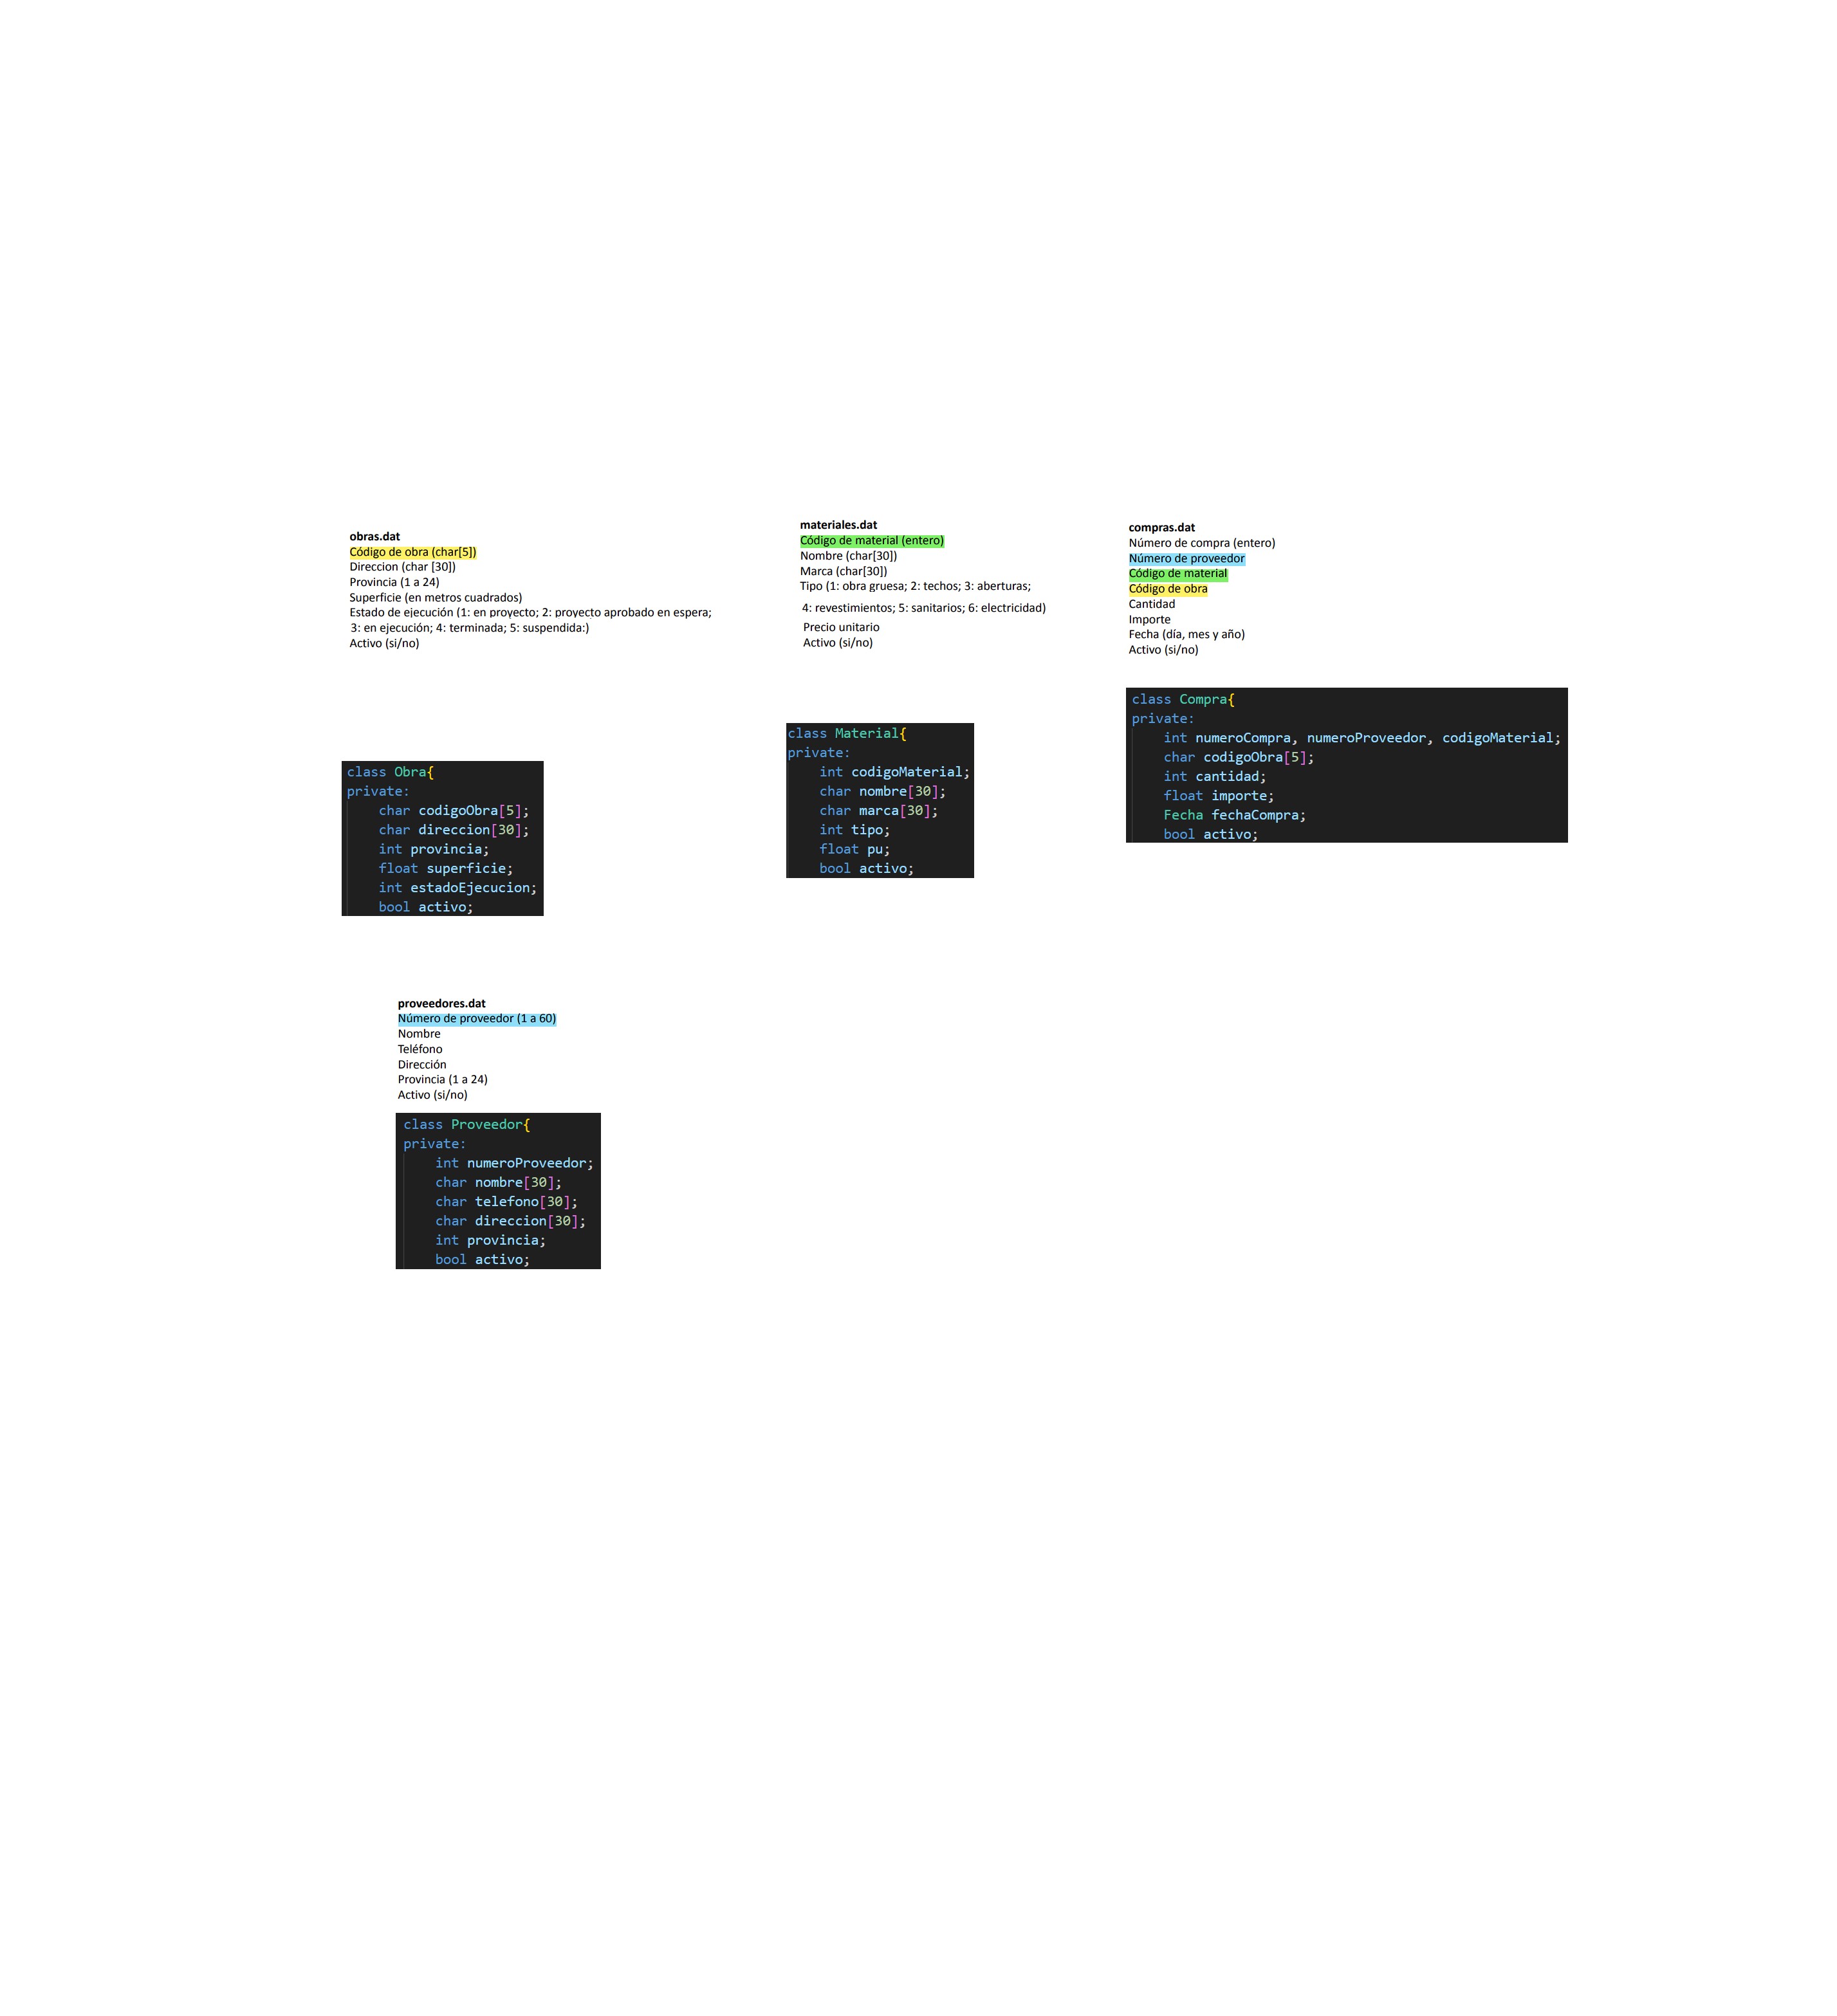 obras.dat
Código de obra (char[5])
Direccion (char [30])
Provincia (1 a 24)
Superficie (en metros cuadrados)
Estado de ejecución (1: en proyecto; 2: proyecto aprobado en espera;
3: en ejecución; 4: terminada; 5: suspendida:)
Activo (si/no)
class Obra{
private:
char codigoObra[5];
char direccion[30];
int provincia;
float superficie;
int estadoEjecucion;
bool activo;
materiales.dat
Código de material (entero)
Nombre (char[30])
Marca (char[30])
Tipo (1: obra gruesa; 2: techos; 3: aberturas;
4: revestimientos; 5: sanitarios; 6: electricidad)
Precio unitario
Activo (si/no)
class Material{
private:
int codigoMaterial;
char nombre[30];
char marca[30];
int tipo;
float pu;
bool activo;
compras.dat
Número de compra (entero)
Número de proveedor
Código de material
Código de obra
Cantidad
Importe
Fecha (día, mes y año)
Activo (si/no)
class Compra{
private:
int numeroCompra, numeroProveedor, codigoMaterial;
char codigoObra[5];
int cantidad;
float importe;
Fecha fechaCompra;
bool activo;
proveedores.dat
Número de proveedor (1 a 60)
Nombre
Teléfono
Dirección
Provincia (1 a 24)
Activo (si/no)
class Proveedor{
private:
int numeroProveedor;
char nombre[30];
char telefono[30];
char direccion[30];
int provincia;
bool activo;